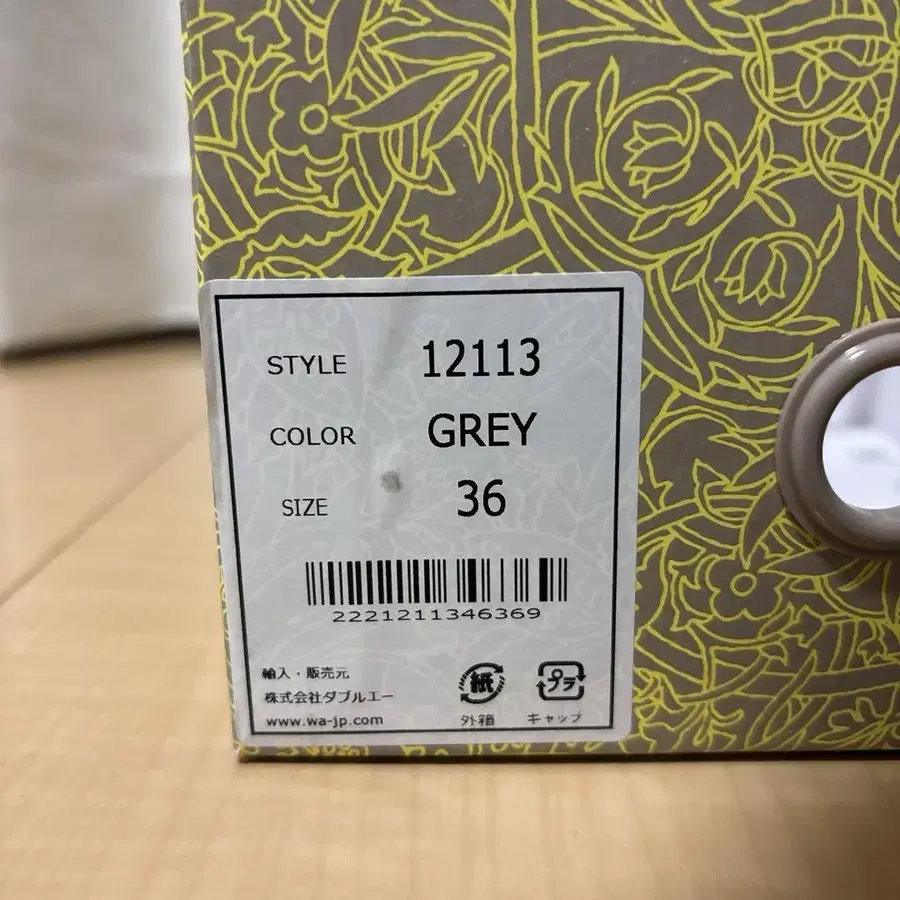 STYLE 12113
COLOR GREY
SIZE 36
2221211346369
輸入・販売元
株式会社ダブルエー
www.wa-jp.com
紙
外箱
プラ
キャップ